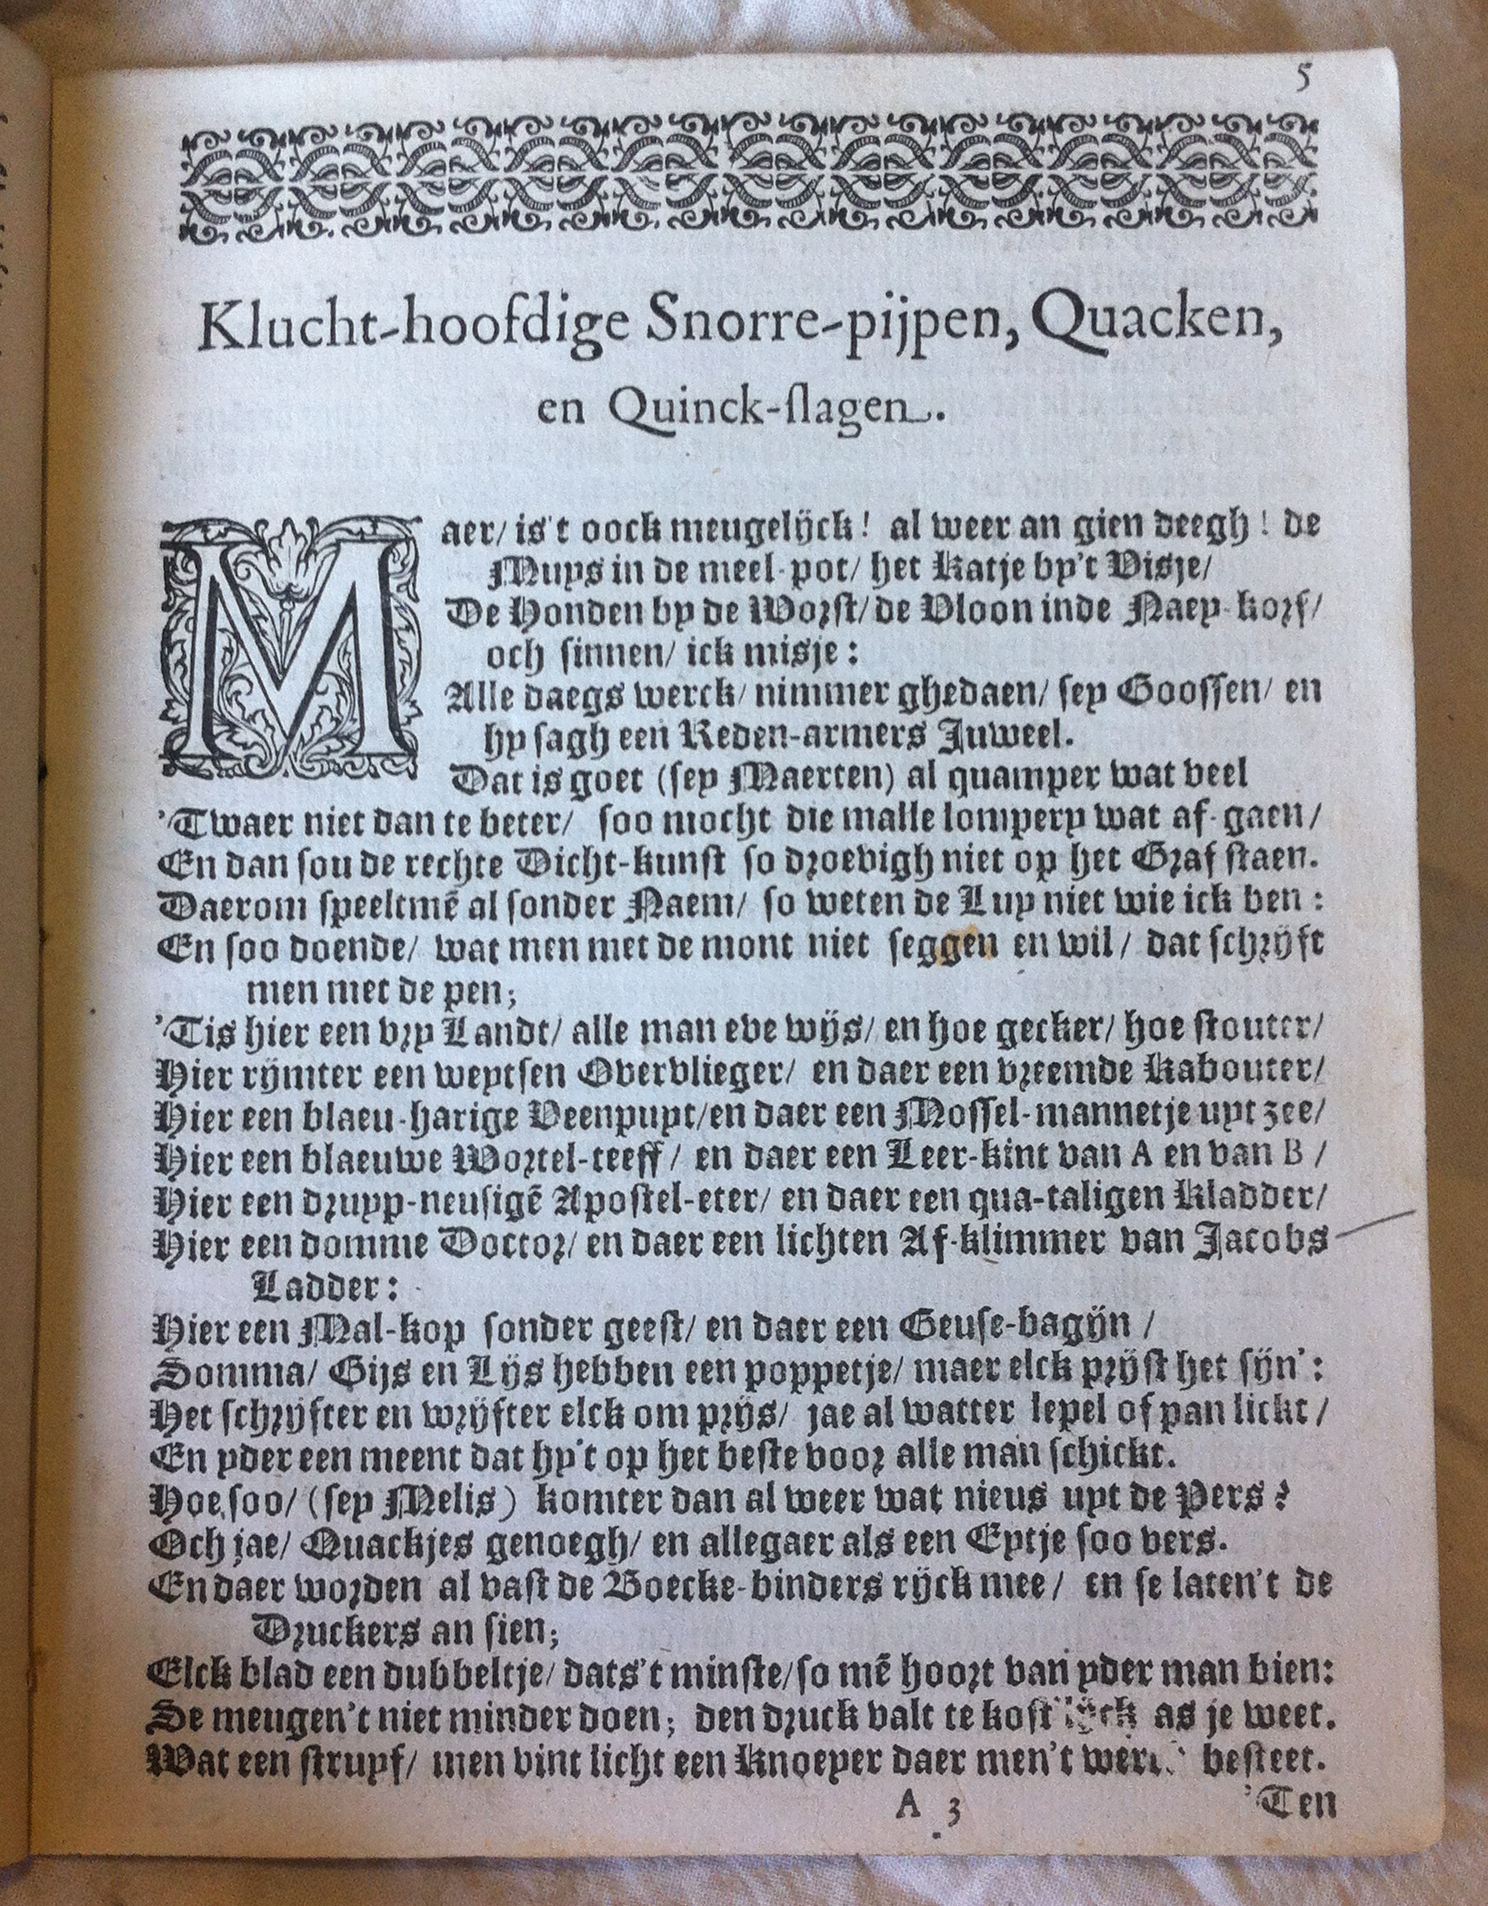 5
Klucht-hoofdige Snorre-pijpen, Quacken,
en Quinck-slagen.
Maer/ is't oock meugelijck! al weer an gien deegh! de
Muys in de meel-pot/ het Katje by't Visje/
De Honden by de Worst/ de Vloon inde Naey-korf/
och sinnen/ ick misje:
Alle daegs werck/ nimmer ghedaen/ sey Goossen/ en
hy sagh een Reden-armers Juweel.
Dat is goet (sey Maerten) al quamper wat veel
'Twaer niet dan te beter/ soo mocht die malle lompery wat af-gaen/
En dan sou de rechte Dicht-kunst so droevigh niet op het Graf staen.
Daerom speeltmē al sonder Naem/ so weten de Luy niet wie ick ben:
En soo doende/ wat men met de mont niet seggen en wil/ dat schrijft
men met de pen;
'Tis hier een vry Landt/ alle man eve wijs/ en hoe gecker/ hoe stouter/
Hier rijmter een weytsen Overvlieger/ en daer een vreemde Kabouter/
Hier een blaeu-harige Veenpuyt/ en daer een Mossel-mannetje uyt zee/
Hier een blaeuwe Wortel-teeff/ en daer een Leer-kint van A en van B/
Hier een druyp-neusigē Apostel-eter/ en daer een qua-taligen Kladder/
Hier een domme Doctor/ en daer een lichten Af-klimmer van Jacobs
Ladder:
Hier een Mal-kop sonder geest/ en daer een Geuse-bagijn/
Somma/ Gijs en Lijs hebben een poppetje/ maer elck prijst het sijn':
Het schrijfter en wrijfter elck om prijs/ jae al watter lepel of pan lickt/
En yder een meent dat hy't op het beste voor alle man schickt.
Hoe soo/ (sey Melis) komter dan al weer wat nieus uyt de Pers?
Och jae/ Quackjes genoegh/ en allegaer als een Eytje soo vers.
En daer worden al vast de Boecke-binders rijck mee/ en se laten't de
Druckers an sien;
Elck blad een dubbeltje/ dats't minste/ so mē hoort van yder man bien:
Se meugen't niet minder doen; den druck valt te kost'lijck as je weet.
Wat een struyf/ men vint licht een Knoeyer daer men't besteet.
A 3
'Ten